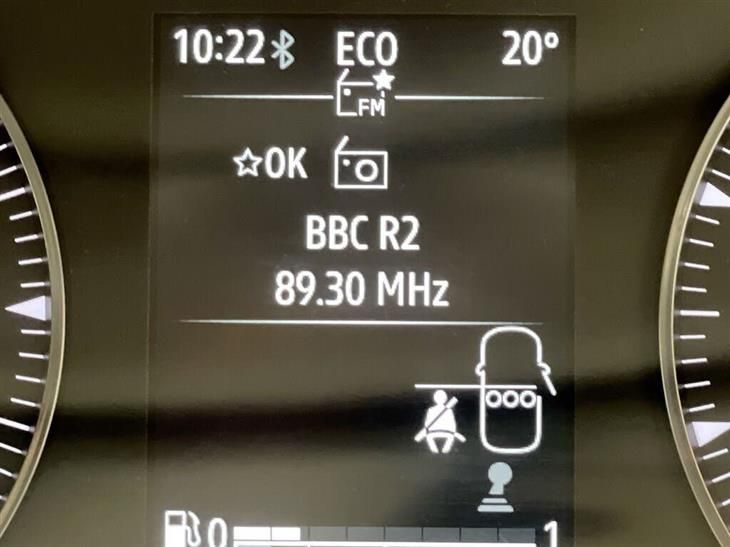 10:22 ECO 20°
FM
OK
BBC R2
89.30 MHz
0 1